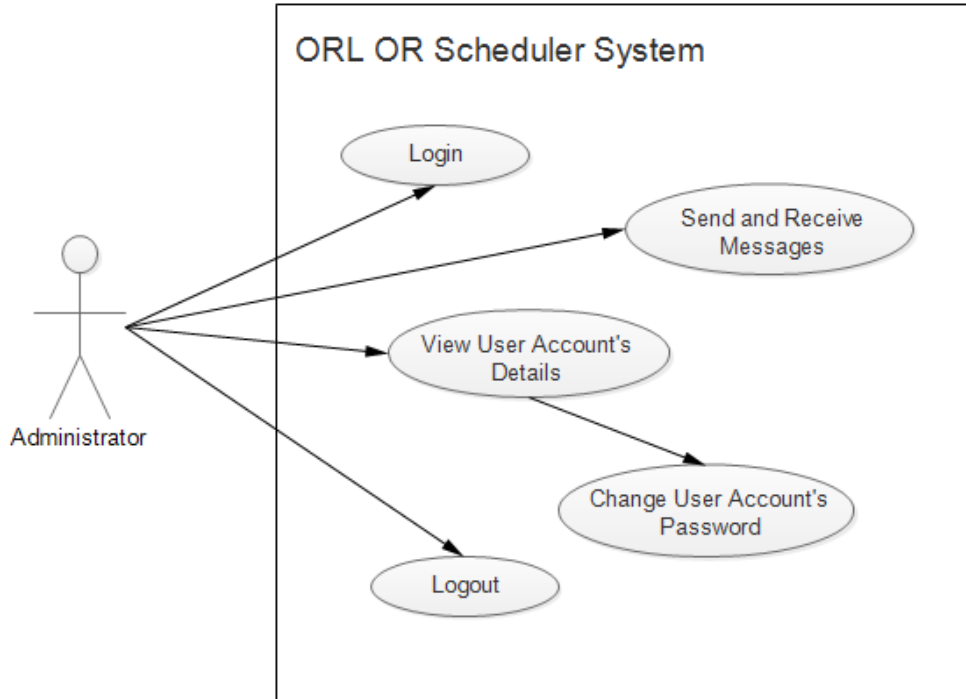 ORL OR Scheduler System
Login
Send and Receive
Messages
View User Account's
Details
Administrator
Change User Account's
Password
Logout